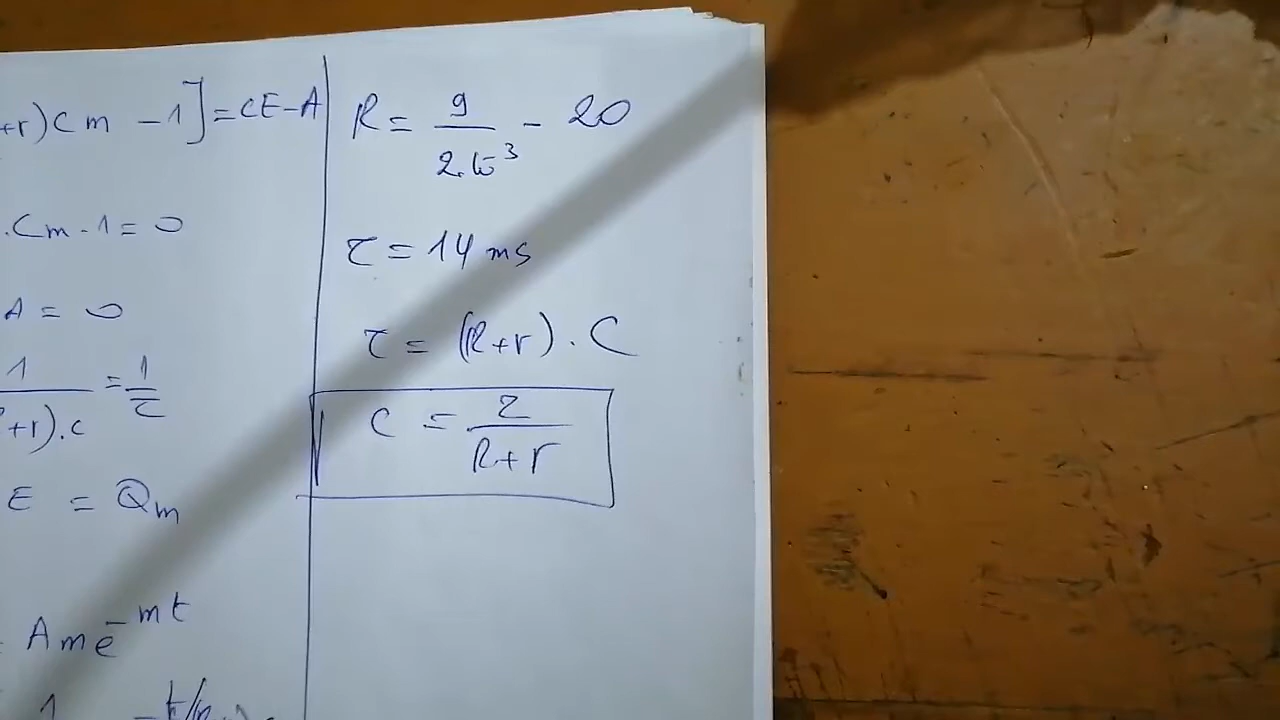 +r)Cm -1]=CE-A
.Cm-1=0
A=0
1/(+r).c = 1/τ
E = Qm
Ame^-mt
1 -t/
R = 9/2.10^-3 - 20
τ = 14 ms
τ = (R+r).C
C = τ/R+r